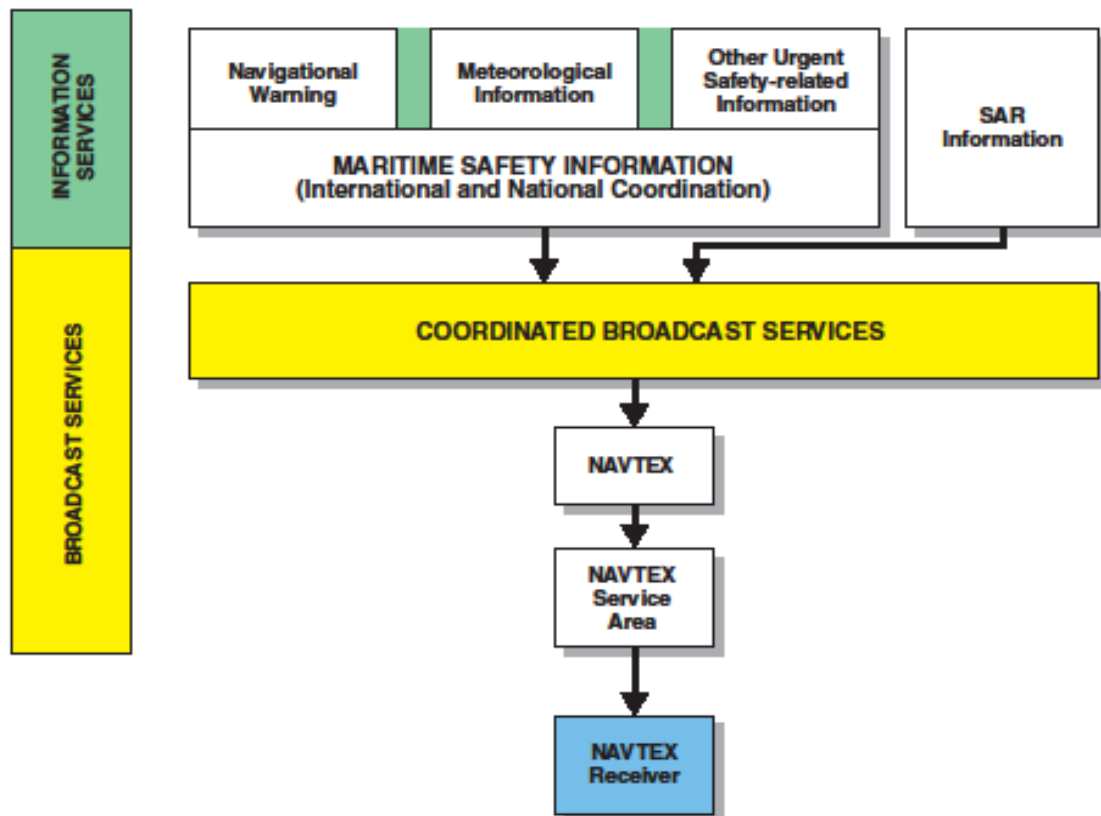 INFORMATION
SERVICES
Navigational
Warning
Meteorological
Information
Other Urgent
Safety-related
Information
SAR
Information
MARITIME SAFETY INFORMATION
(International and National Coordination)
BROADCAST SERVICES
COORDINATED BROADCAST SERVICES
NAVTEX
NAVTEX
Service
Area
NAVTEX
Receiver